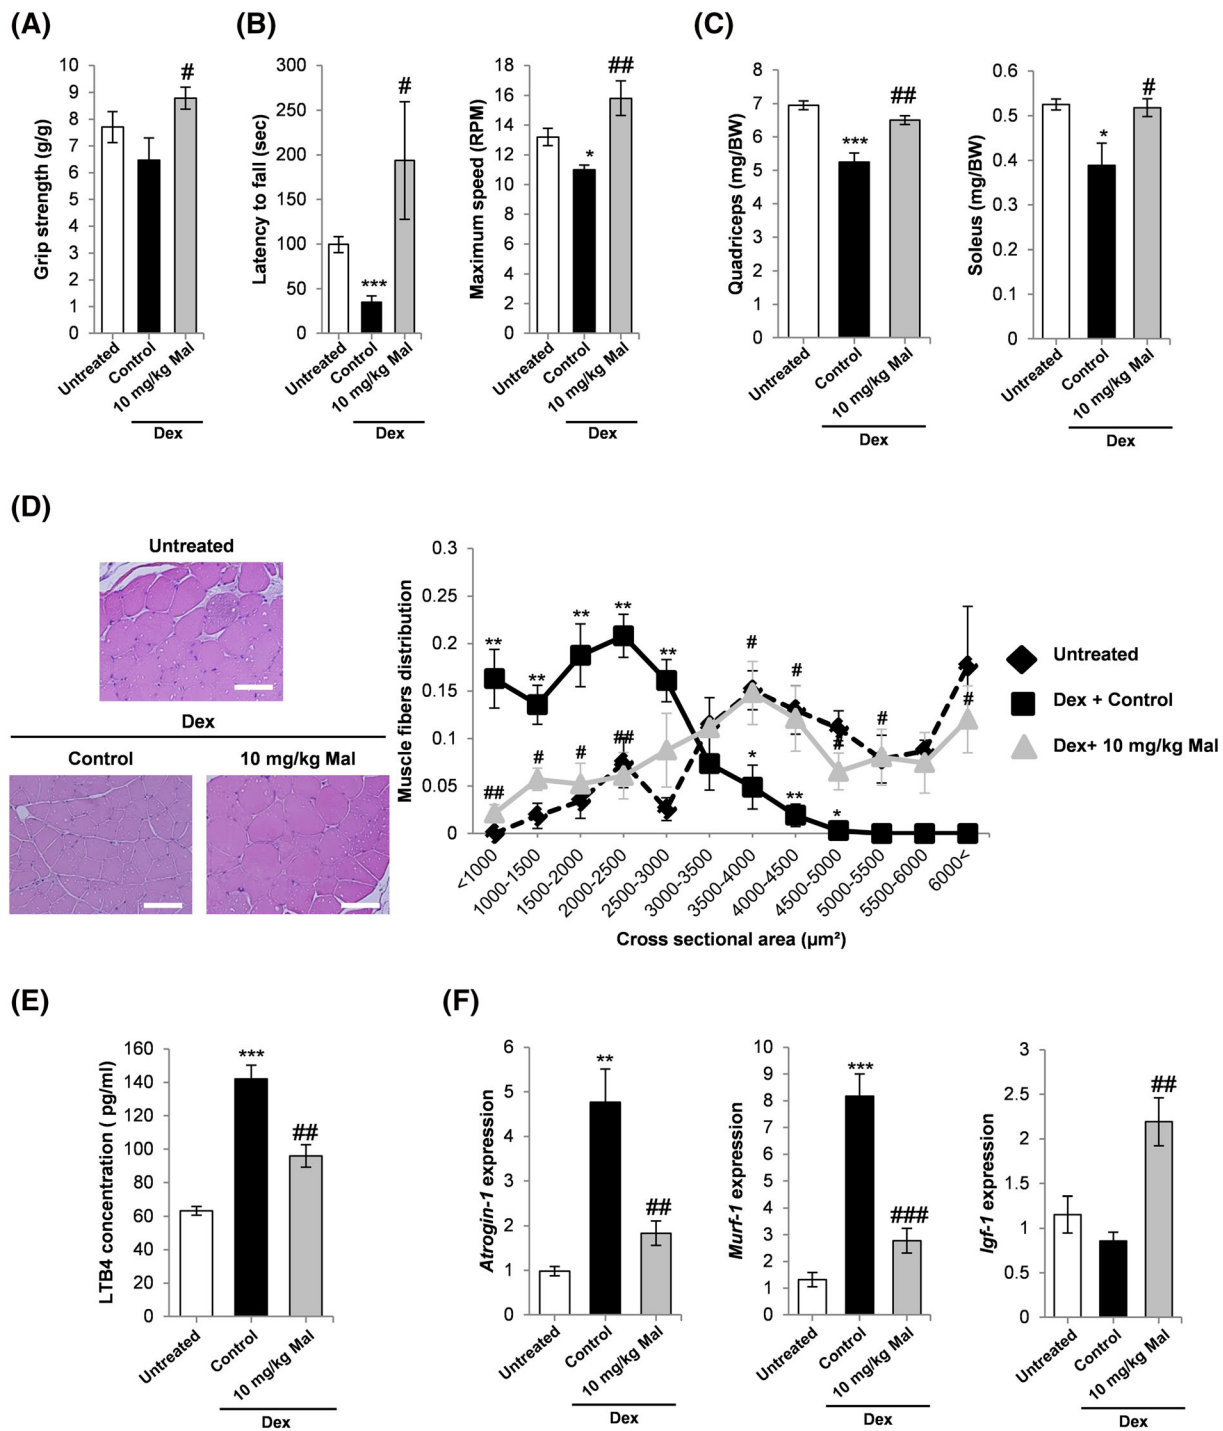 (A)
Grip strength (g/g)
10
9
8
7
6
5
4
3
2
1
0
#
Untreated
Control
10 mg/kg Mal
Dex
(B)
Latency to fall (sec)
300
250
200
150
100
50
0
***
#
Untreated
Control
10 mg/kg Mal
Dex
Maximum speed (RPM)
18
16
14
12
10
8
6
4
2
0
*
##
Untreated
Control
10 mg/kg Mal
Dex
(C)
Quadriceps (mg/BW)
8
7
6
5
4
3
2
1
0
***
##
Untreated
Control
10 mg/kg Mal
Dex
Soleus (mg/BW)
0.6
0.5
0.4
0.3
0.2
0.1
0
*
#
Untreated
Control
10 mg/kg Mal
Dex
(D)
Untreated
Dex
Control
10 mg/kg Mal
Muscle fibers distribution
0.3
0.25
0.2
0.15
0.1
0.05
0
**
**
**
**
**
*
**
*
##
#
#
##
#
#
#
#
#
<1000
1000-1500
1500-2000
2000-2500
2500-3000
3000-3500
3500-4000
4000-4500
4500-5000
5000-5500
5500-6000
6000<
Cross sectional area (µm²)
Untreated
Dex + Control
Dex+ 10 mg/kg Mal
(E)
LTB4 concentration ( pg/ml)
160
140
120
100
80
60
40
20
0
***
##
Untreated
Control
10 mg/kg Mal
Dex
(F)
Atrogin-1 expression
6
5
4
3
2
1
0
**
##
Untreated
Control
10 mg/kg Mal
Dex
Murf-1 expression
10
9
8
7
6
5
4
3
2
1
0
***
###
Untreated
Control
10 mg/kg Mal
Dex
Igf-1 expression
3
2.5
2
1.5
1
0.5
0
##
Untreated
Control
10 mg/kg Mal
Dex